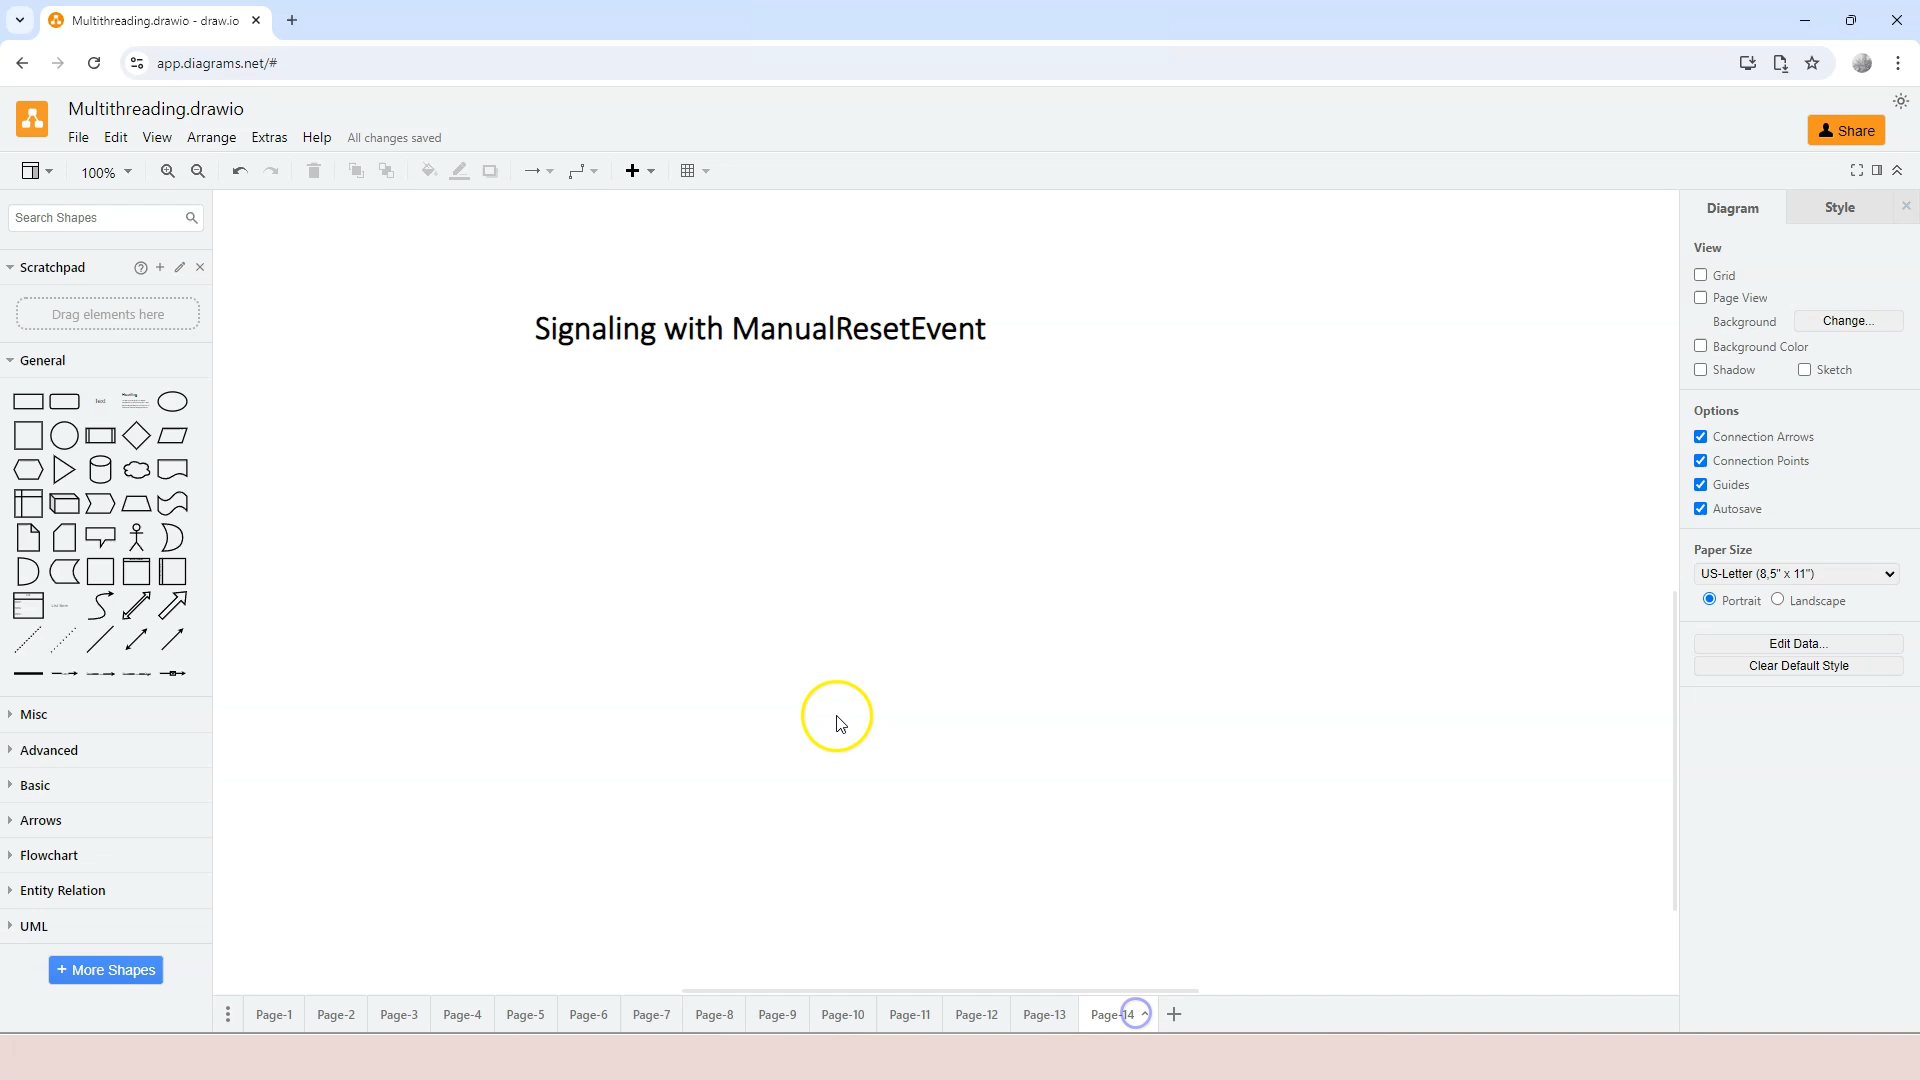 Multithreading.drawio - draw.io
app.diagrams.net/#
Multithreading.drawio
File Edit View Arrange Extras Help All changes saved
Share
100%
Search Shapes
Scratchpad
Drag elements here
General
Text
Heading
Misc
Advanced
Basic
Arrows
Flowchart
Entity Relation
UML
+ More Shapes
Signaling with ManualResetEvent
Diagram Style
View
Grid
Page View
Background Change...
Background Color
Shadow Sketch
Options
Connection Arrows
Connection Points
Guides
Autosave
Paper Size
US-Letter (8,5" x 11")
Portrait Landscape
Edit Data...
Clear Default Style
Page-1 Page-2 Page-3 Page-4 Page-5 Page-6 Page-7 Page-8 Page-9 Page-10 Page-11 Page-12 Page-13 Page-14